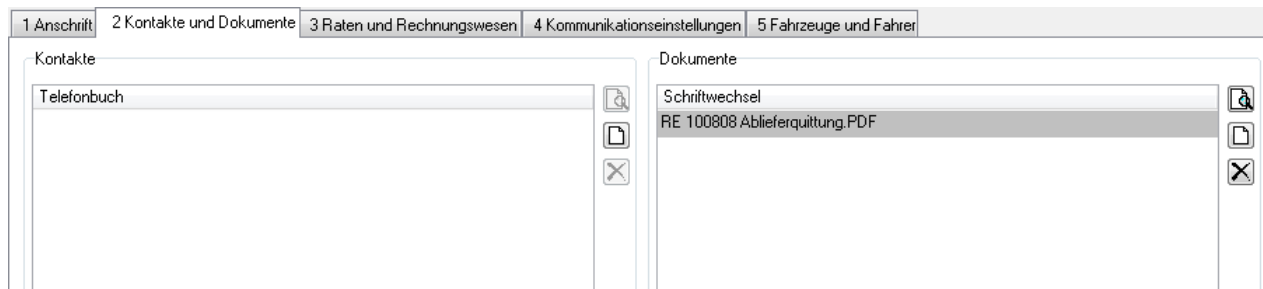 1 Anschrift 2 Kontakte und Dokumente 3 Raten und Rechnungswesen 4 Kommunikationseinstellungen 5 Fahrzeuge und Fahrer
Kontakte
Telefonbuch
Dokumente
Schriftwechsel
RE 100808 Ablieferquittung.PDF